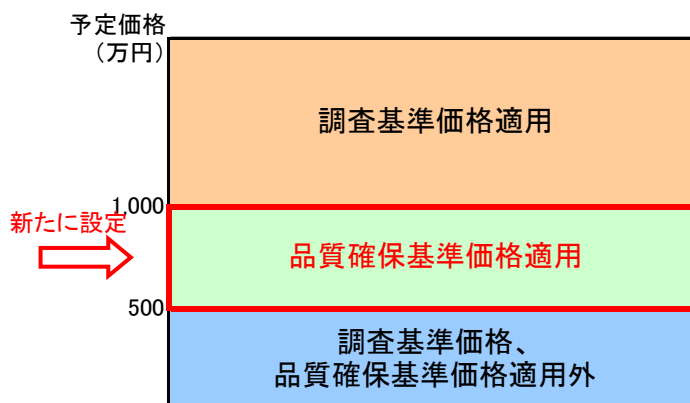 予定価格
（万円）
調査基準価格適用
1,000
新たに設定
品質確保基準価格適用
500
調査基準価格、
品質確保基準価格適用外